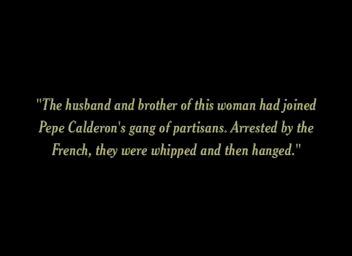 "The husband and brother of this woman had joined
Pepe Calderon's gang of partisans. Arrested by the
French, they were whipped and then hanged."